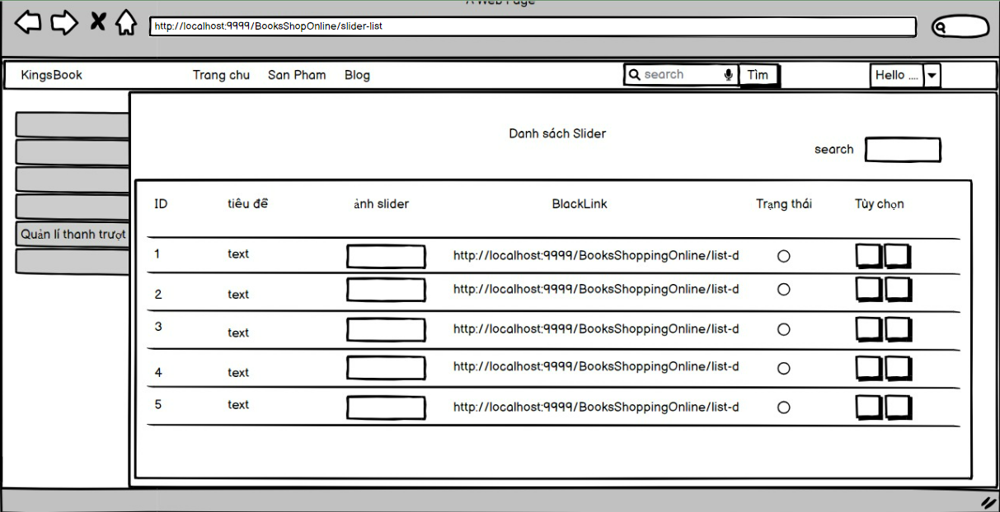 A Web Page
http://localhost:9999/BooksShopOnline/slider-list
KingsBook Trang chu San Pham Blog search Tìm Hello ....
Danh sách Slider
search
ID tiêu đề ảnh slider BlackLink Trạng thái Tùy chọn
Quản lí thanh trượt
1 text http://localhost:9999/BooksShoppingOnline/list-d
2 text http://localhost:9999/BooksShoppingOnline/list-d
3 text http://localhost:9999/BooksShoppingOnline/list-d
4 text http://localhost:9999/BooksShoppingOnline/list-d
5 text http://localhost:9999/BooksShoppingOnline/list-d